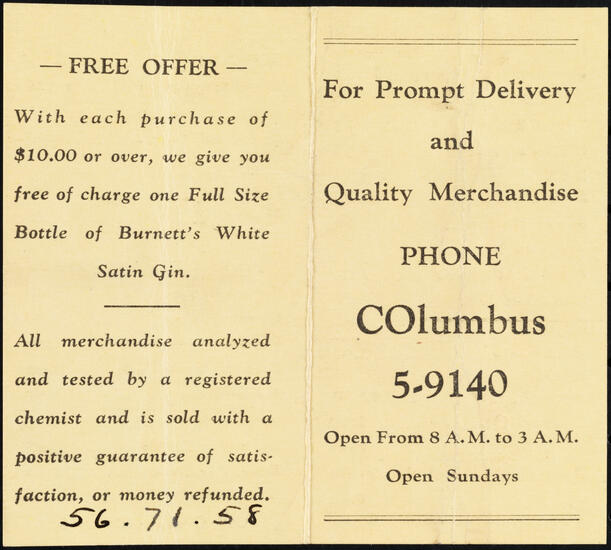 — FREE OFFER —
With each purchase of
$10.00 or over, we give you
free of charge one Full Size
Bottle of Burnett's White
Satin Gin.
All merchandise analyzed
and tested by a registered
chemist and is sold with a
positive guarantee of satis-
faction, or money refunded.
56.71.58
For Prompt Delivery
and
Quality Merchandise
PHONE
COlumbus
5-9140
Open From 8 A.M. to 3 A.M.
Open Sundays